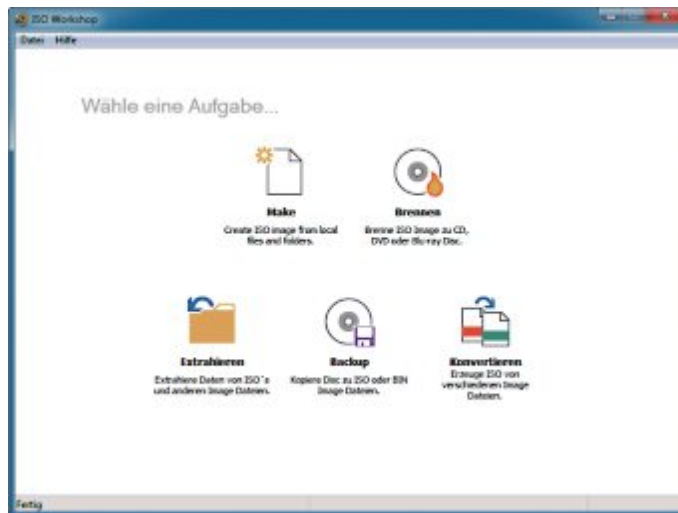 ISO Workshop
Datei Hilfe
Wähle eine Aufgabe...
Make
Create ISO image from local
files and folders.
Brennen
Brenne ISO Image zu CD,
DVD oder Blu-ray Disc.
Extrahieren
Extrahiere Daten von ISO´s
und anderen Image Dateien.
Backup
Kopiere Disc zu ISO oder BIN
Image Dateien.
Konvertieren
Erzeuge ISO von
verschiedenen Image
Dateien.
Fertig